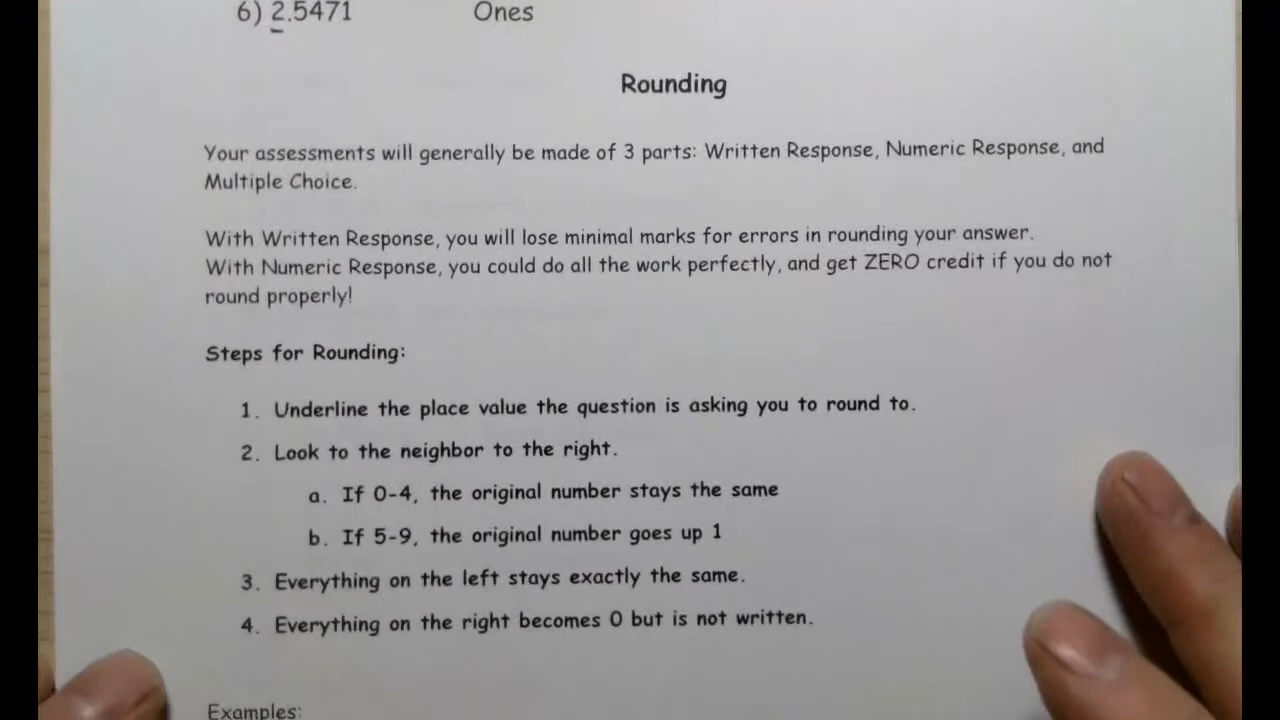 6) 2.5471 Ones
Rounding
Your assessments will generally be made of 3 parts: Written Response, Numeric Response, and
Multiple Choice.
With Written Response, you will lose minimal marks for errors in rounding your answer.
With Numeric Response, you could do all the work perfectly, and get ZERO credit if you do not
round properly!
Steps for Rounding:
1. Underline the place value the question is asking you to round to.
2. Look to the neighbor to the right.
a. If 0-4, the original number stays the same
b. If 5-9, the original number goes up 1
3. Everything on the left stays exactly the same.
4. Everything on the right becomes 0 but is not written.
Examples: